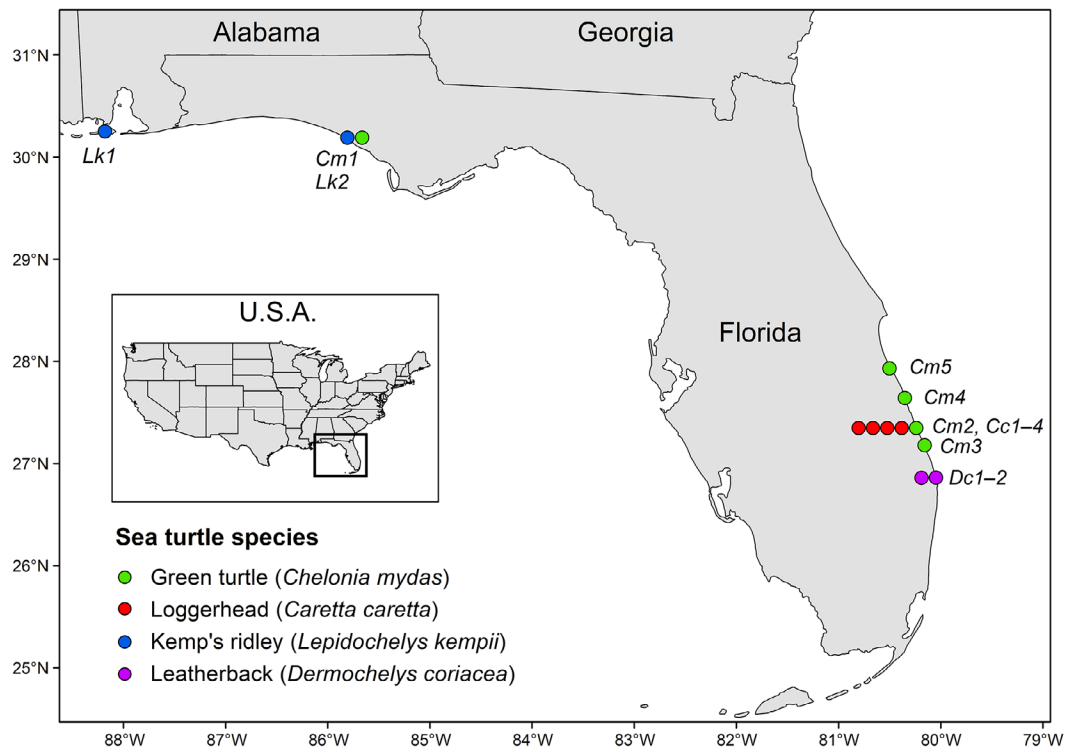 Alabama
Georgia
31°N
30°N
29°N
28°N
27°N
26°N
25°N
Lk1
Cm1
Lk2
U.S.A.
Florida
Cm5
Cm4
Cm2, Cc1–4
Cm3
Dc1–2
Sea turtle species
Green turtle (Chelonia mydas)
Loggerhead (Caretta caretta)
Kemp's ridley (Lepidochelys kempii)
Leatherback (Dermochelys coriacea)
88°W 87°W 86°W 85°W 84°W 83°W 82°W 81°W 80°W 79°W